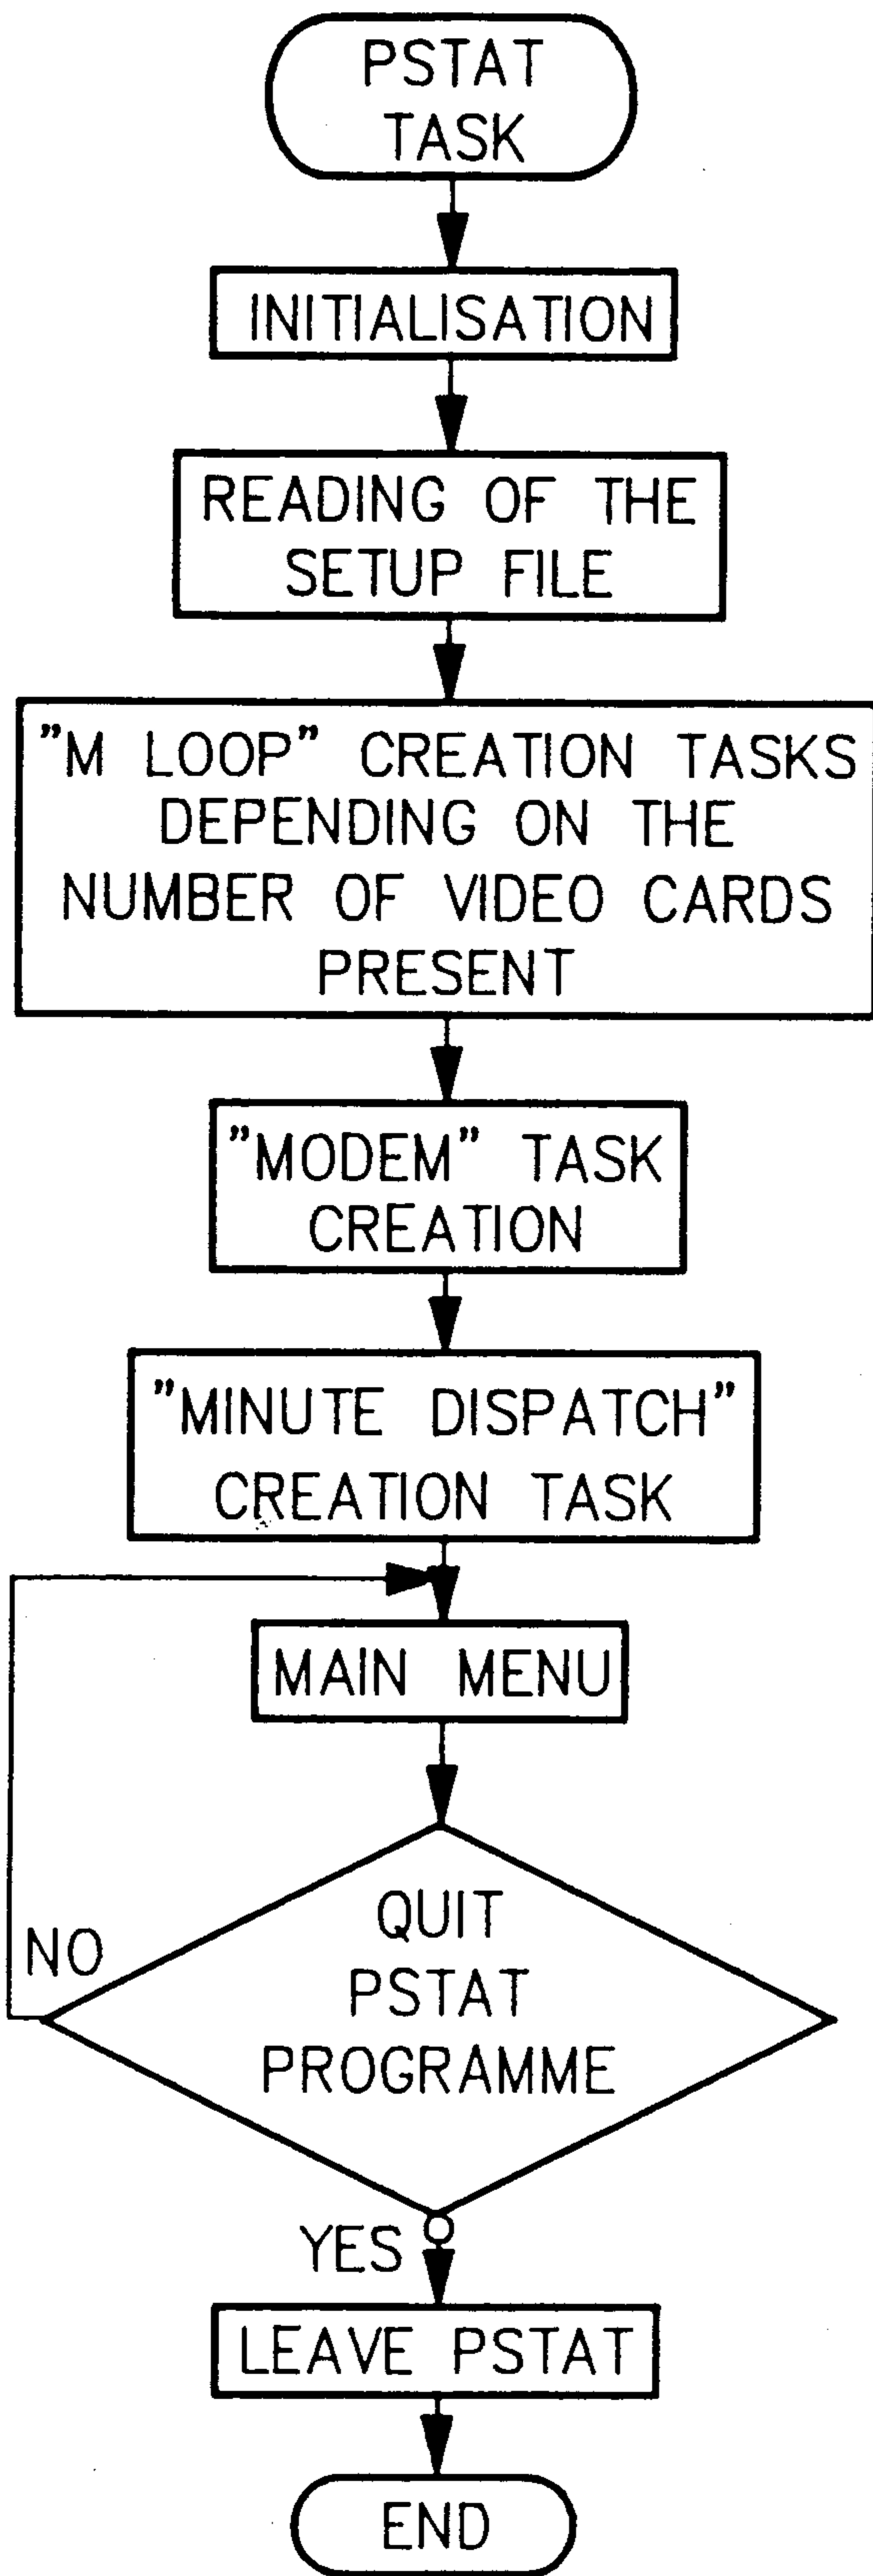 PSTAT
TASK
INITIALISATION
READING OF THE
SETUP FILE
"M LOOP" CREATION TASKS
DEPENDING ON THE
NUMBER OF VIDEO CARDS
PRESENT
"MODEM" TASK
CREATION
"MINUTE DISPATCH"
CREATION TASK
MAIN MENU
QUIT
NO
PSTAT
PROGRAMME
YES
LEAVE PSTAT
END